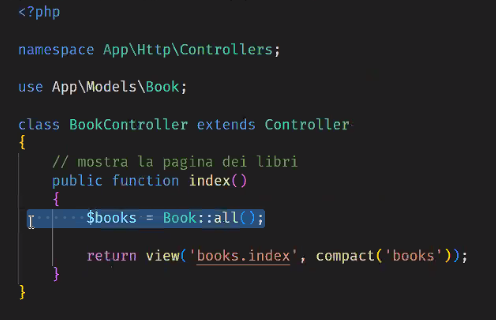 <?php
namespace App\Http\Controllers;
use App\Models\Book;
class BookController extends Controller
{
// mostra la pagina dei libri
public function index()
{
$books = Book::all();
return view('books.index', compact('books'));
}
}